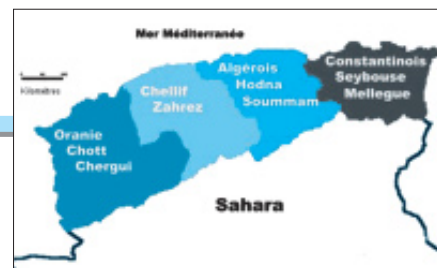 Mer Méditerranée
Constantinois
Seybouse
Mellegue
Algérois
Hodna
Soummam
Chellif
Zahrez
Kilomètres
Oranie
Chott
Chergui
Sahara